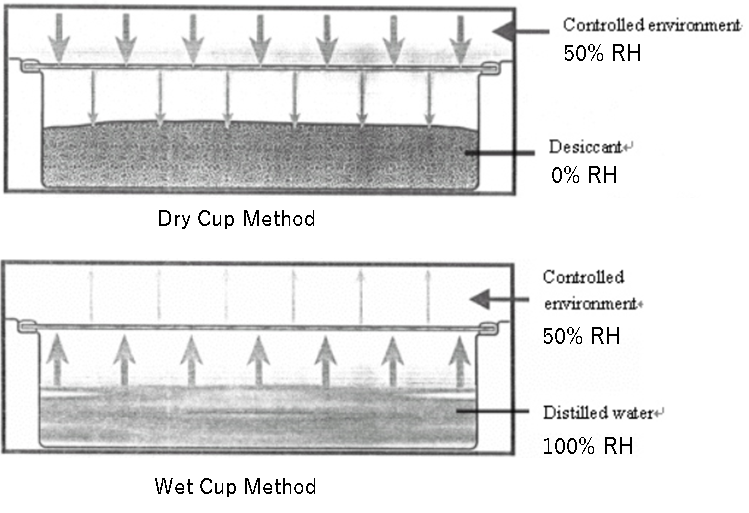 Controlled environment
50% RH
Desiccant↵
0% RH
Dry Cup Method
Controlled
environment↵
50% RH
Distilled water↵
100% RH
Wet Cup Method